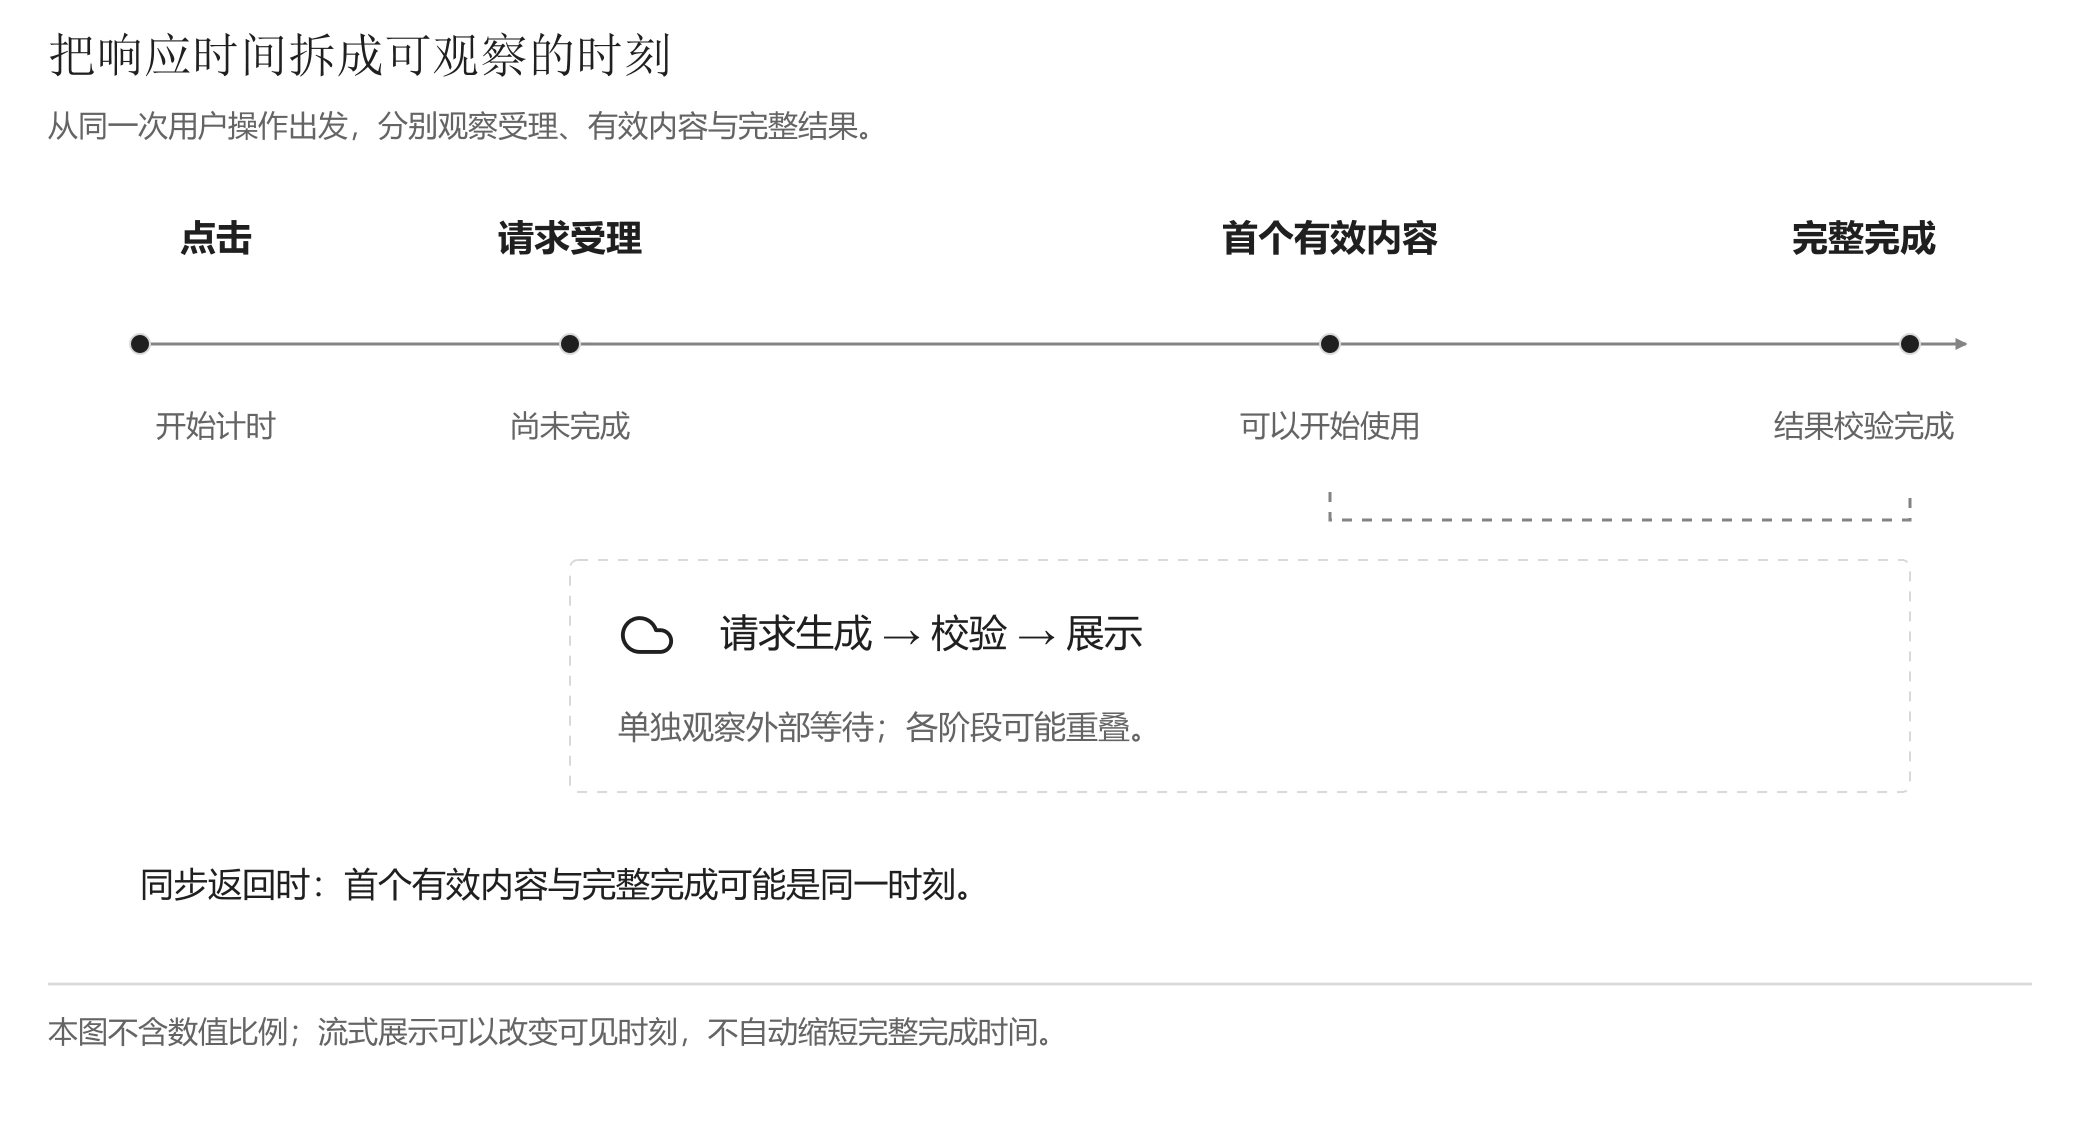 把响应时间拆成可观察的时刻
从同一次用户操作出发，分别观察受理、有效内容与完整结果。
点击
请求受理
首个有效内容
完整完成
开始计时
尚未完成
可以开始使用
结果校验完成
请求生成 → 校验 → 展示
单独观察外部等待；各阶段可能重叠。
同步返回时：首个有效内容与完整完成可能是同一时刻。
本图不含数值比例；流式展示可以改变可见时刻，不自动缩短完整完成时间。